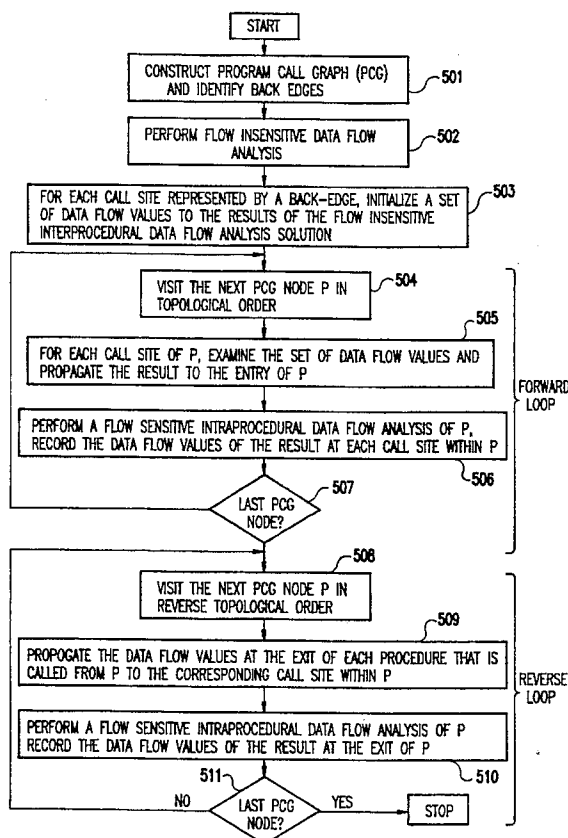 START
CONSTRUCT PROGRAM CALL GRAPH (PCG)
AND IDENTIFY BACK EDGES
501
PERFORM FLOW INSENSITIVE DATA FLOW
ANALYSIS
502
FOR EACH CALL SITE REPRESENTED BY A BACK-EDGE, INITIALIZE A SET
OF DATA FLOW VALUES TO THE RESULTS OF THE FLOW INSENSITIVE
INTERPROCEDURAL DATA FLOW ANALYSIS SOLUTION
503
VISIT THE NEXT PCG NODE P IN
TOPOLOGICAL ORDER
504
505
FOR EACH CALL SITE OF P, EXAMINE THE SET OF DATA FLOW VALUES AND
PROPAGATE THE RESULT TO THE ENTRY OF P
FORWARD
LOOP
PERFORM A FLOW SENSITIVE INTRAPROCEDURAL DATA FLOW ANALYSIS OF P,
RECORD THE DATA FLOW VALUES OF THE RESULT AT EACH CALL SITE WITHIN P
506
507
LAST PCG
NODE?
508
VISIT THE NEXT PCG NODE P IN
REVERSE TOPOLOGICAL ORDER
509
PROPOGATE THE DATA FLOW VALUES AT THE EXIT OF EACH PROCEDURE THAT IS
CALLED FROM P TO THE CORRESPONDING CALL SITE WITHIN P
REVERSE
LOOP
PERFORM A FLOW SENSITIVE INTRAPROCEDURAL DATA FLOW ANALYSIS OF P
RECORD THE DATA FLOW VALUES OF THE RESULT AT THE EXIT OF P
510
511
NO
LAST PCG
NODE?
YES
STOP